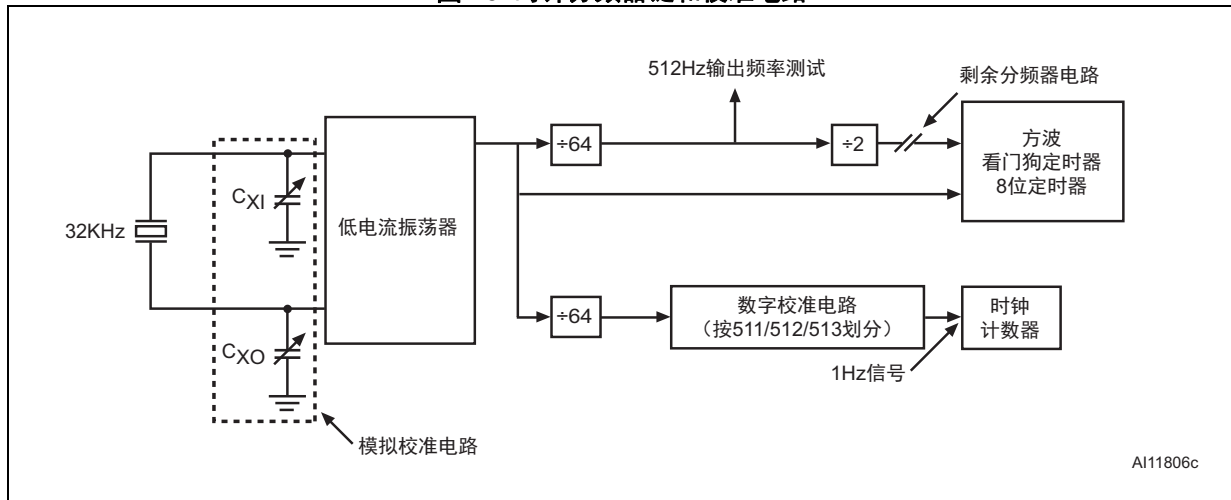 512Hz输出频率测试
剩余分频器电路
÷64
÷2
方波
看门狗定时器
8位定时器
CXI
32KHz
低电流振荡器
÷64
数字校准电路
（按511/512/513划分）
时钟
计数器
CXO
1Hz信号
模拟校准电路
AI11806c